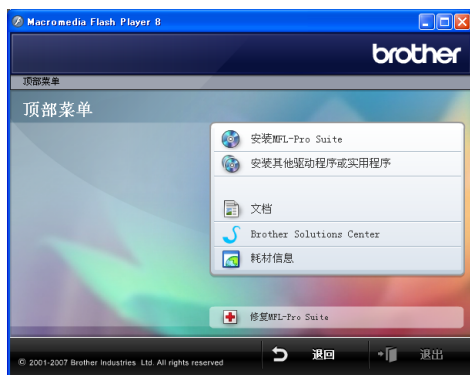 Macromedia Flash Player 8
brother
顶部菜单
顶部菜单
安装MFL-Pro Suite
安装其他驱动程序或实用程序
文档
Brother Solutions Center
耗材信息
修复MFL-Pro Suite
© 2001-2007 Brother Industries Ltd. All rights reserved
退回
退出